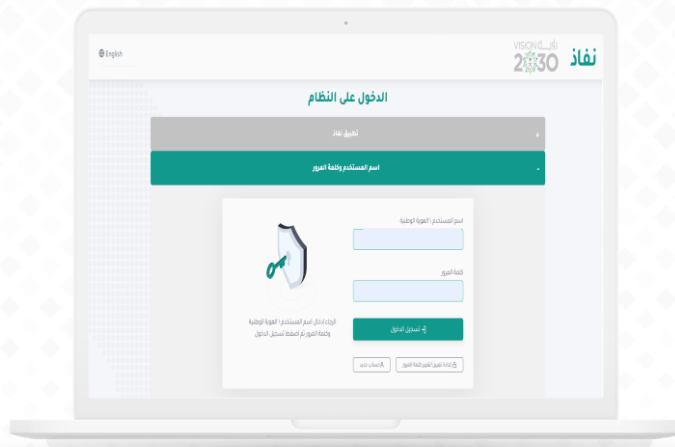 English
VISION رؤية
2030
نفاذ
الدخول على النظام
تطبيق نفاذ
اسم المستخدم وكلمة المرور
اسم المستخدم \ الهوية الوطنية
كلمة المرور
تسجيل الدخول
الرجاء إدخال اسم المستخدم \ الهوية الوطنية
وكلمة المرور ثم اضغط تسجيل الدخول
إعادة تعيين/تغيير كلمة المرور
حساب جديد